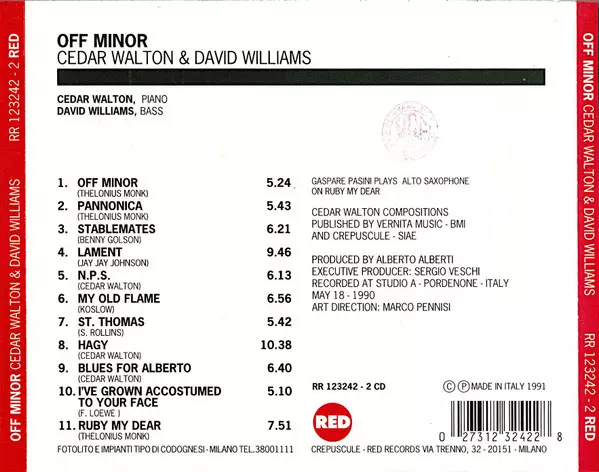 OFF MINOR
CEDAR WALTON & DAVID WILLIAMS
CEDAR WALTON, PIANO
DAVID WILLIAMS, BASS
1. OFF MINOR 5.24
(THELONIUS MONK)
2. PANNONICA 5.43
(THELONIUS MONK)
3. STABLEMATES 6.21
(BENNY GOLSON)
4. LAMENT 9.46
(JAY JAY JOHNSON)
5. N.P.S. 6.13
(CEDAR WALTON)
6. MY OLD FLAME 6.56
(KOSLOW)
7. ST. THOMAS 5.42
(S. ROLLINS)
8. HAGY 10.38
(CEDAR WALTON)
9. BLUES FOR ALBERTO 6.40
(CEDAR WALTON)
10. I'VE GROWN ACCOSTUMED 5.10
TO YOUR FACE
(F. LOEWE )
11. RUBY MY DEAR 7.51
(THELONIUS MONK)
FOTOLITO E IMPIANTI TIPO DI CODOGNESI - MILANO TEL.38001111
GASPARE PASINI PLAYS ALTO SAXOPHONE
ON RUBY MY DEAR
CEDAR WALTON COMPOSITIONS
PUBLISHED BY VERNITA MUSIC - BMI
AND CREPUSCULE - SIAE
PRODUCED BY ALBERTO ALBERTI
EXECUTIVE PRODUCER: SERGIO VESCHI
RECORDED AT STUDIO A - PORDENONE - ITALY
MAY 18 - 1990
ART DIRECTION: MARCO PENNISI
RR 123242 - 2 CD
Ⓒ Ⓟ MADE IN ITALY 1991
RED
0 27312 32422 8
CREPUSCULE - RED RECORDS VIA TRENNO, 32 - 20151 - MILANO
OFF MINOR CEDAR WALTON & DAVID WILLIAMS RR 123242 - 2 RED
OFF MINOR CEDAR WALTON & DAVID WILLIAMS RR 123242 - 2 RED